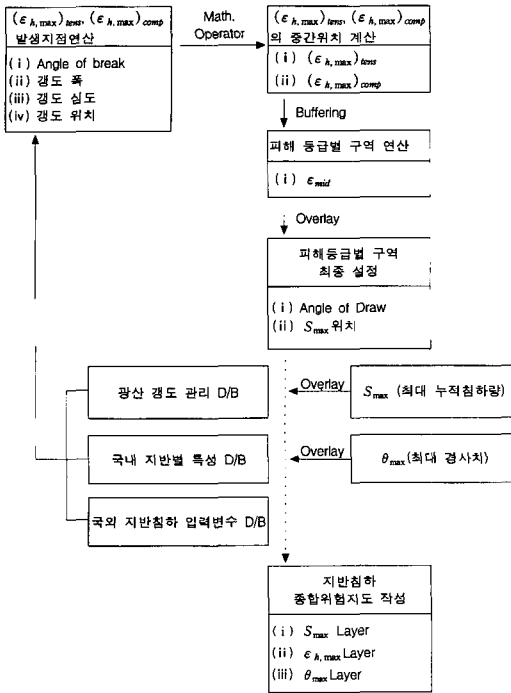 (ε h, max)tens, (ε h, max)comp
발생지점연산
(i) Angle of break
(ii) 갱도 폭
(iii) 갱도 심도
(iv) 갱도 위치
Math.
Operator
(ε h, max)tens, (ε h, max)comp
의 중간위치 계산
(i) (ε h, max)tens
(ii) (ε h, max)comp
Buffering
피해 등급별 구역 연산
(i) ε mid
Overlay
피해등급별 구역
최종 설정
(i) Angle of Draw
(ii) Smax 위치
광산 갱도 관리 D/B
Overlay
Smax (최대 누적침하량)
국내 지반별 특성 D/B
Overlay
θmax(최대 경사치)
국외 지반침하 입력변수 D/B
지반침하
종합위험지도 작성
(i) Smax Layer
(ii) ε h, max Layer
(iii) θmax Layer